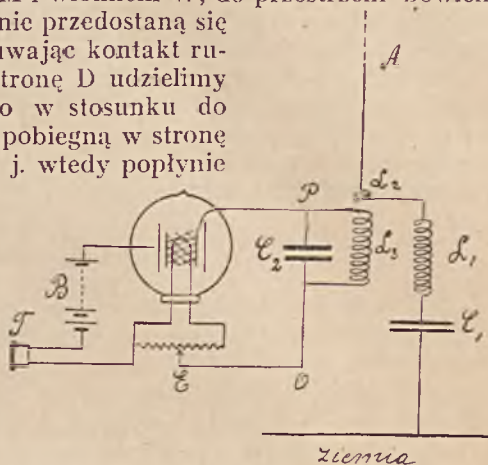 nie przedostaną się
uwając kontakt ru-
tronę D udzielimy
o w stosunku do
pobiegną w stronę
j. wtedy popłynie
A
P
L₂
C₂
L₃
L₁
B
C₁
T
E
O
ziemia